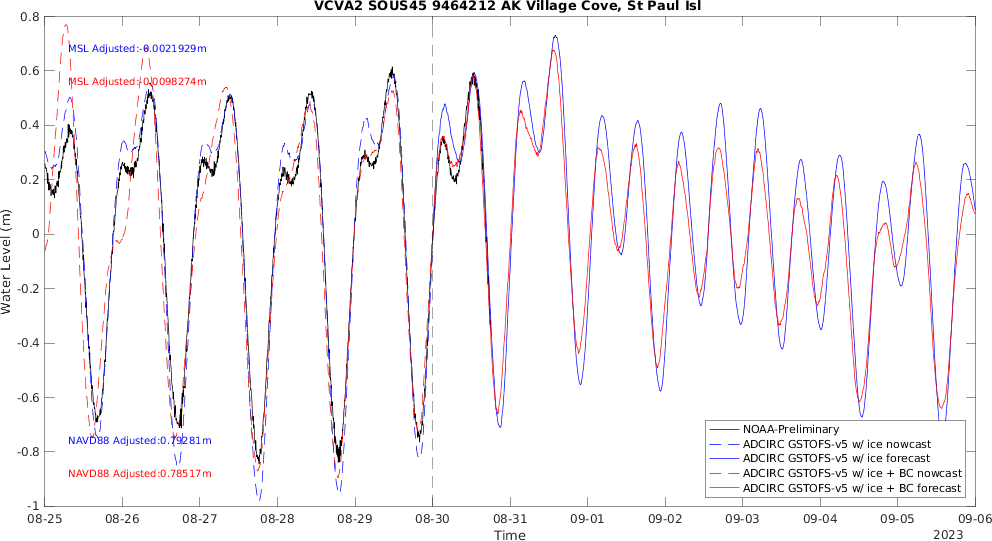 VCVA2 SOUS45 9464212 AK Village Cove, St Paul Isl
0.8
0.6
0.4
0.2
0
-0.2
-0.4
-0.6
-0.8
-1
Water Level (m)
MSL Adjusted:-0.0021929m
MSL Adjusted:-0.0098274m
NAVD88 Adjusted:0.79281m
NAVD88 Adjusted:0.78517m
NOAA-Preliminary
ADCIRC GSTOFS-v5 w/ ice nowcast
ADCIRC GSTOFS-v5 w/ ice forecast
ADCIRC GSTOFS-v5 w/ ice + BC nowcast
ADCIRC GSTOFS-v5 w/ ice + BC forecast
08-25 08-26 08-27 08-28 08-29 08-30 08-31 09-01 09-02 09-03 09-04 09-05 09-06
Time
2023